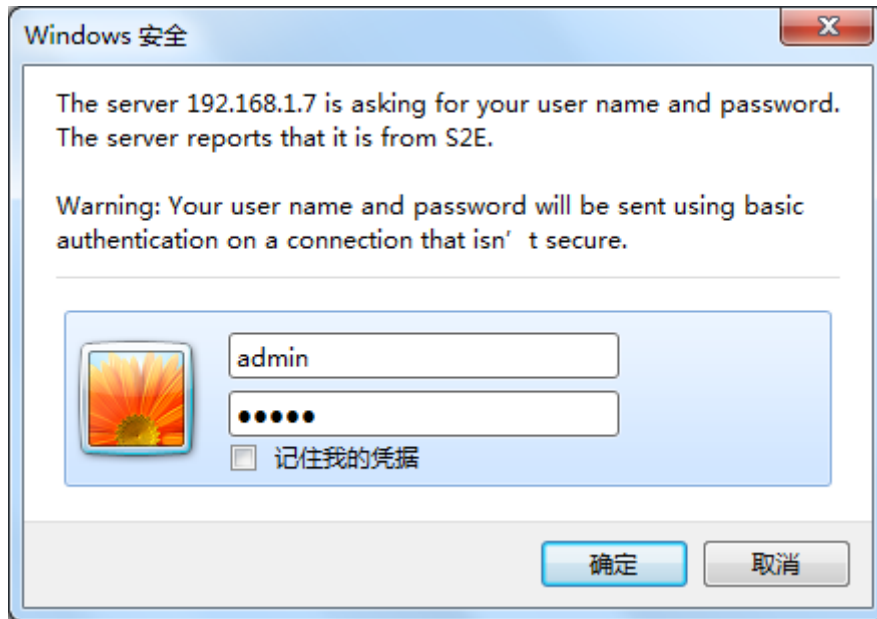 Windows 安全
The server 192.168.1.7 is asking for your user name and password.
The server reports that it is from S2E.
Warning: Your user name and password will be sent using basic
authentication on a connection that isn’ t secure.
admin
●●●●●
记住我的凭据
确定
取消